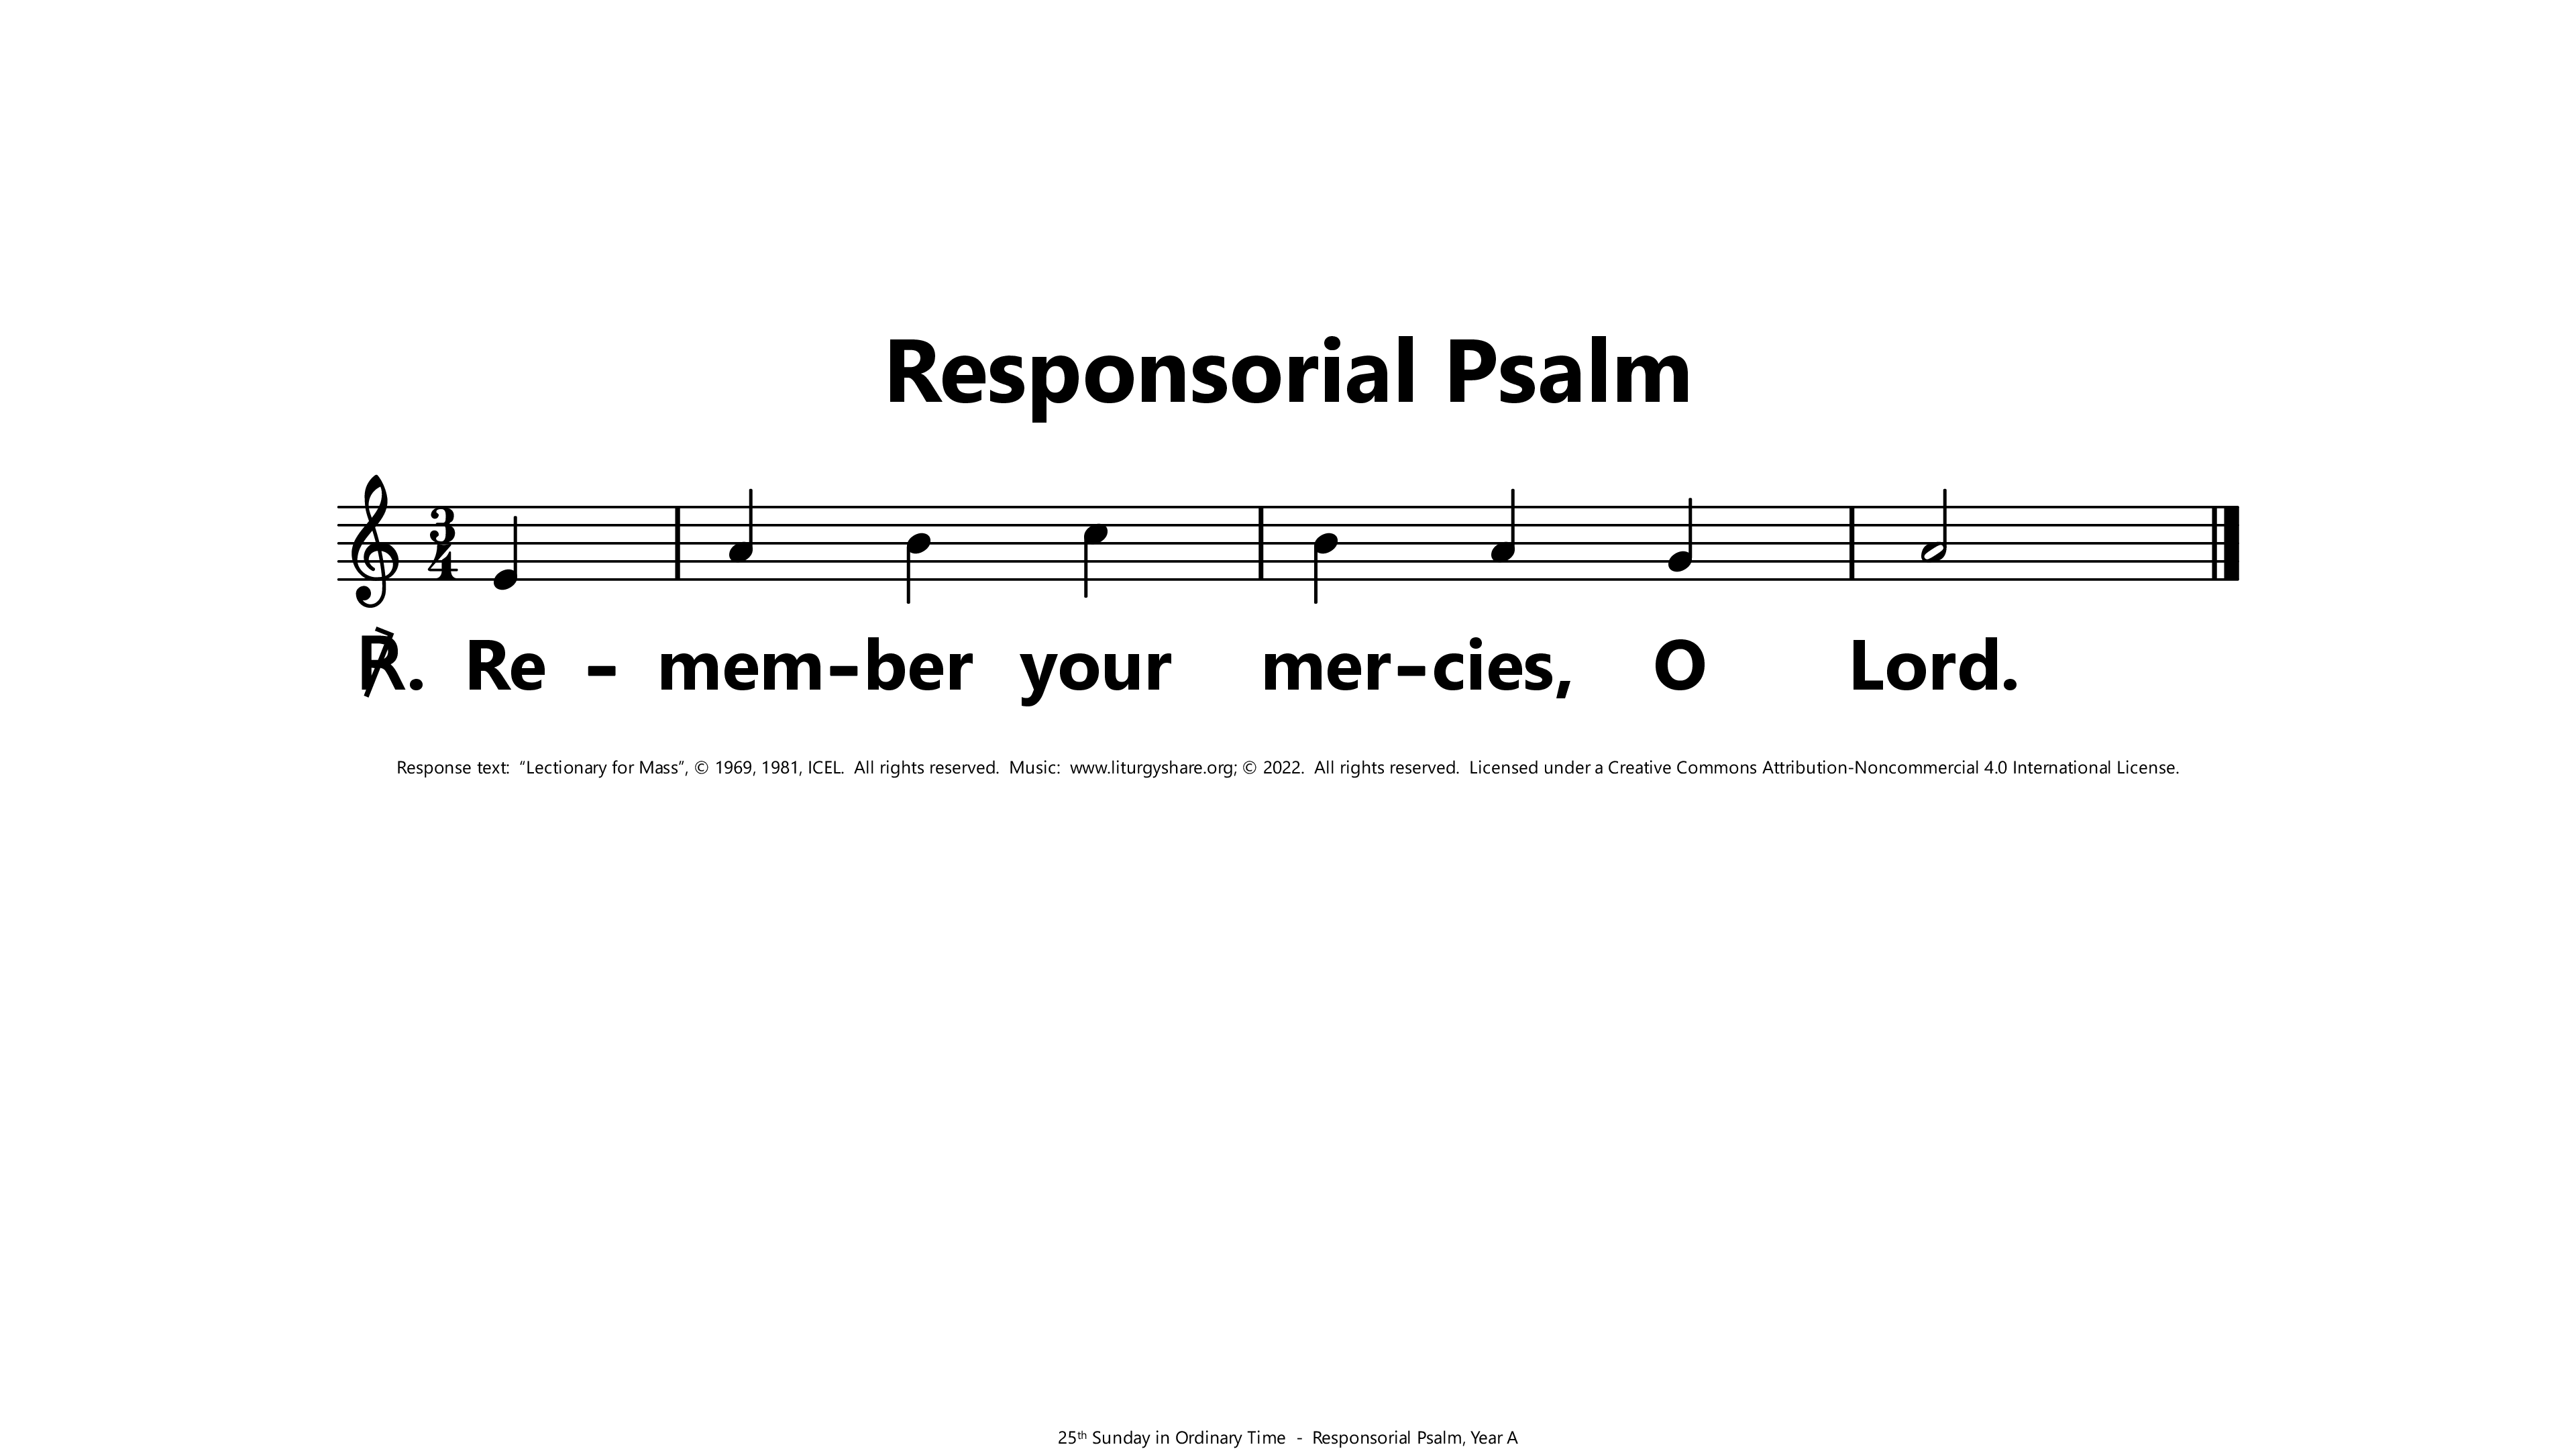 Responsorial Psalm
3
4
℟. Re - mem-ber your mer-cies, O Lord.
Response text: “Lectionary for Mass”, © 1969, 1981, ICEL. All rights reserved. Music: www.liturgyshare.org; © 2022. All rights reserved. Licensed under a Creative Commons Attribution-Noncommercial 4.0 International License.
25th Sunday in Ordinary Time - Responsorial Psalm, Year A